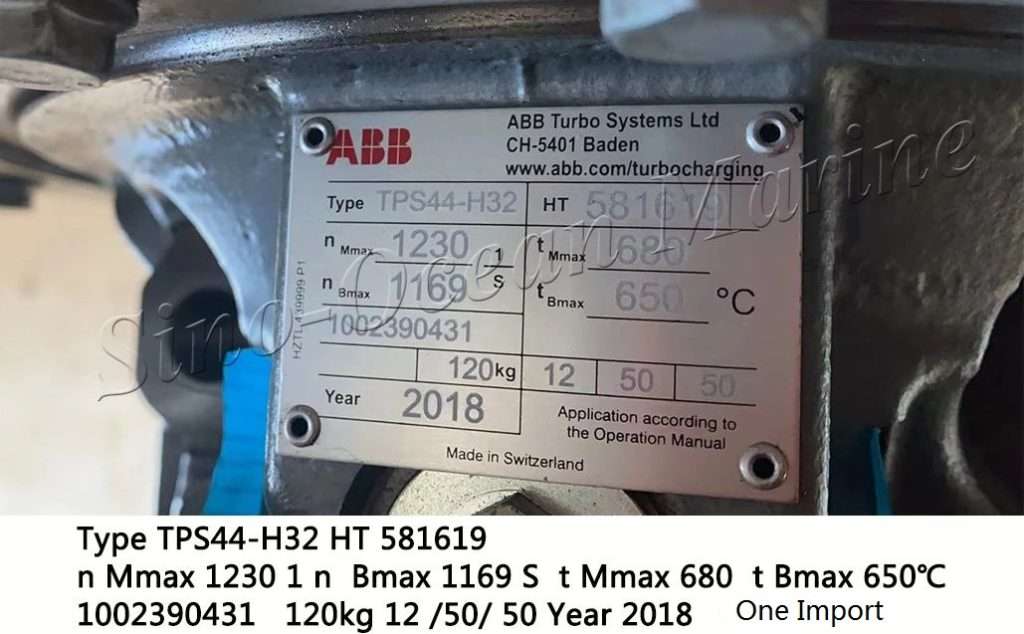 ABB
ABB Turbo Systems Ltd
CH-5401 Baden
www.abb.com/turbocharging
Type TPS44-H32 HT 581619
n Mmax 1230 1 t Mmax 680
n Bmax 1169 S t Bmax 650 °C
1002390431
120kg 12 50 50
Year 2018
Application according to
the Operation Manual
Made in Switzerland
HZTL 439999 P1
Sino-Ocean Marine
Type TPS44-H32 HT 581619
n Mmax 1230 1 n Bmax 1169 S t Mmax 680 t Bmax 650℃
1002390431 120kg 12 /50/ 50 Year 2018 One Import